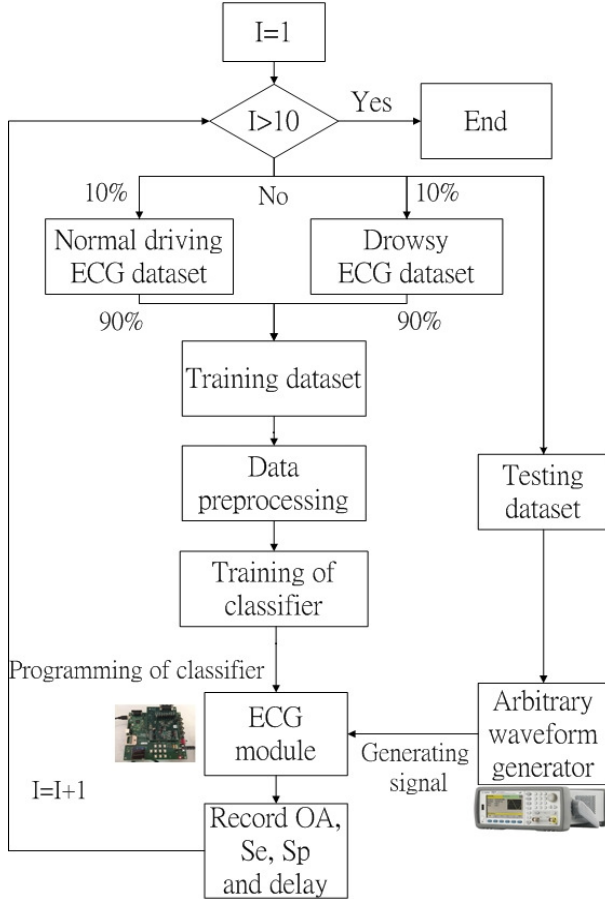 I=1
I>10
Yes
End
No
10%
10%
Normal driving
ECG dataset
Drowsy
ECG dataset
90%
90%
Training dataset
Data
preprocessing
Testing
dataset
Training of
classifier
Programming of classifier
ECG
module
Generating
signal
Arbitrary
waveform
generator
I=I+1
Record OA,
Se, Sp
and delay